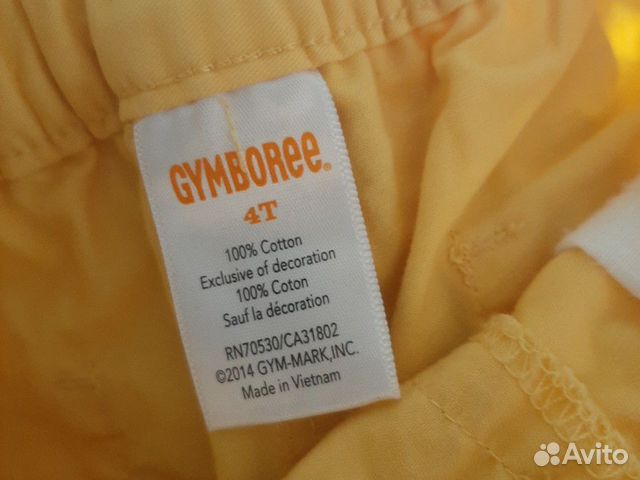 GYMBOREE®
4T
100% Cotton
Exclusive of decoration
100% Coton
Sauf la décoration
RN70530/CA31802
©2014 GYM-MARK,INC.
Made in Vietnam
Avito